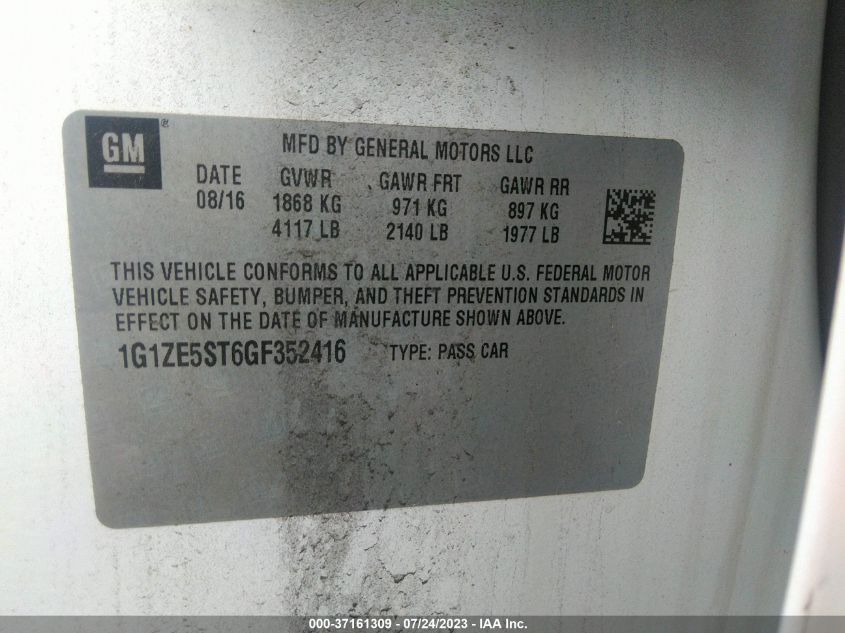 GM®
MFD BY GENERAL MOTORS LLC
DATE GVWR GAWR FRT GAWR RR
08/16 1868 KG 971 KG 897 KG
4117 LB 2140 LB 1977 LB
THIS VEHICLE CONFORMS TO ALL APPLICABLE U.S. FEDERAL MOTOR
VEHICLE SAFETY, BUMPER, AND THEFT PREVENTION STANDARDS IN
EFFECT ON THE DATE OF MANUFACTURE SHOWN ABOVE.
1G1ZE5ST6GF352416 TYPE: PASS CAR
000-37161309 - 07/24/2023 - IAA Inc.